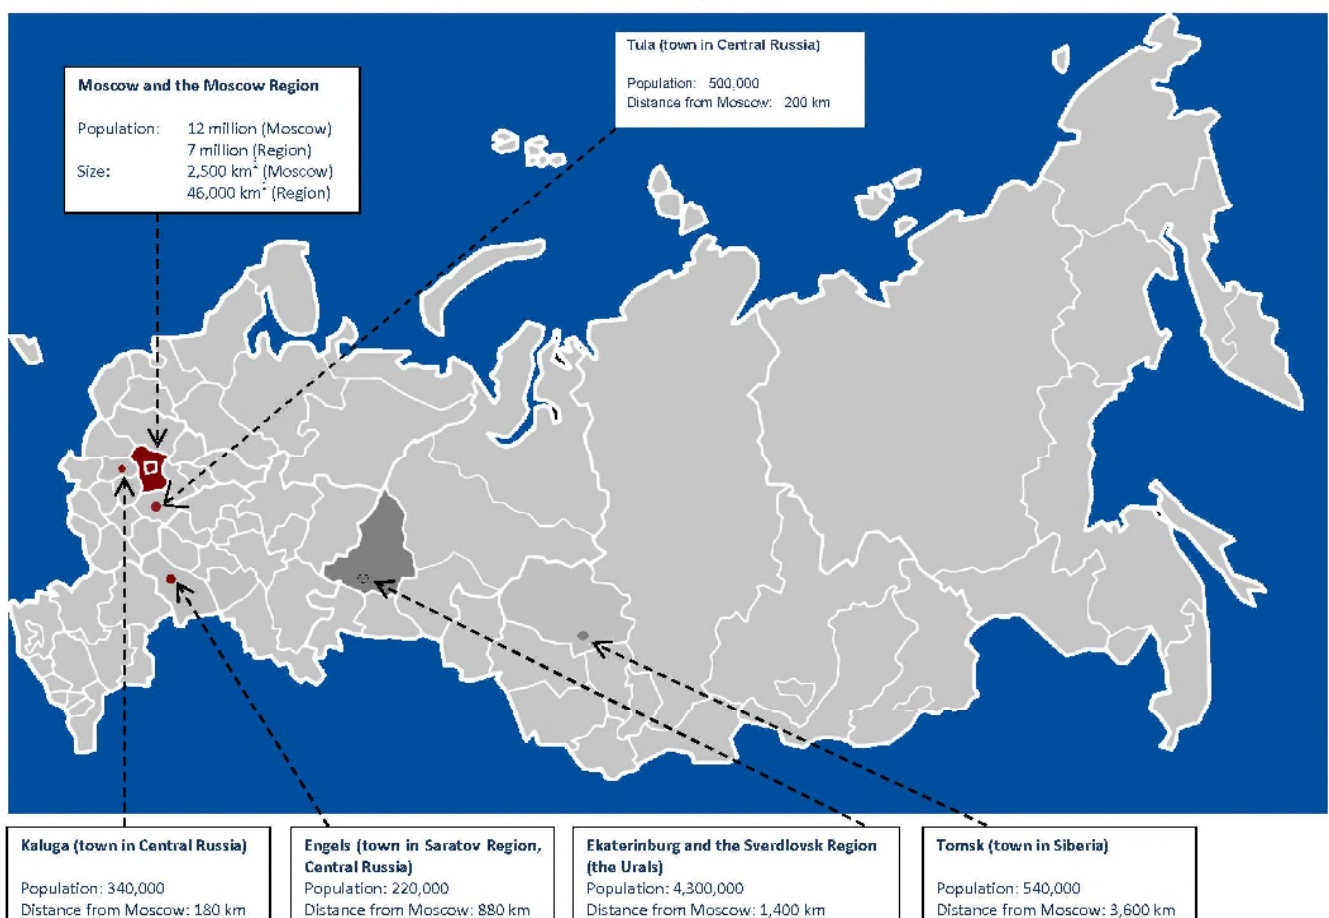 Tula (town in Central Russia)
Population: 500,000
Distance from Moscow: 200 km
Moscow and the Moscow Region
Population: 12 million (Moscow)
7 million (Region)
Size: 2,500 km² (Moscow)
46,000 km² (Region)
Kaluga (town in Central Russia)
Population: 340,000
Distance from Moscow: 180 km
Engels (town in Saratov Region,
Central Russia)
Population: 220,000
Distance from Moscow: 880 km
Ekaterinburg and the Sverdlovsk Region
(the Urals)
Population: 4,300,000
Distance from Moscow: 1,400 km
Tomsk (town in Siberia)
Population: 540,000
Distance from Moscow: 3,600 km